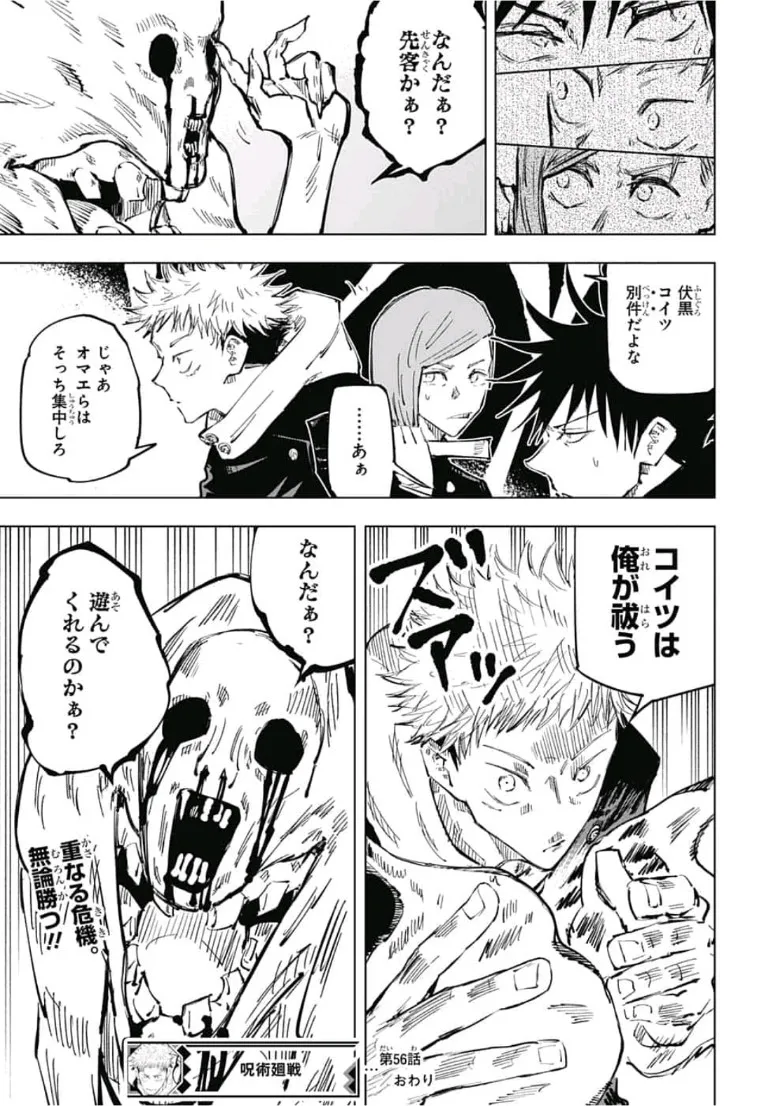 なんだぁ?
先客かぁ?
伏黒
コイツ
別件だよな
……あぁ
じゃあ
オマエらは
そっち集中しろ
コイツは
俺が祓う
ズアッ
なんだぁ?
遊んで
くれるのかぁ?
重なる危機。
無論勝つ!!
呪術廻戦
…第56話
おわり